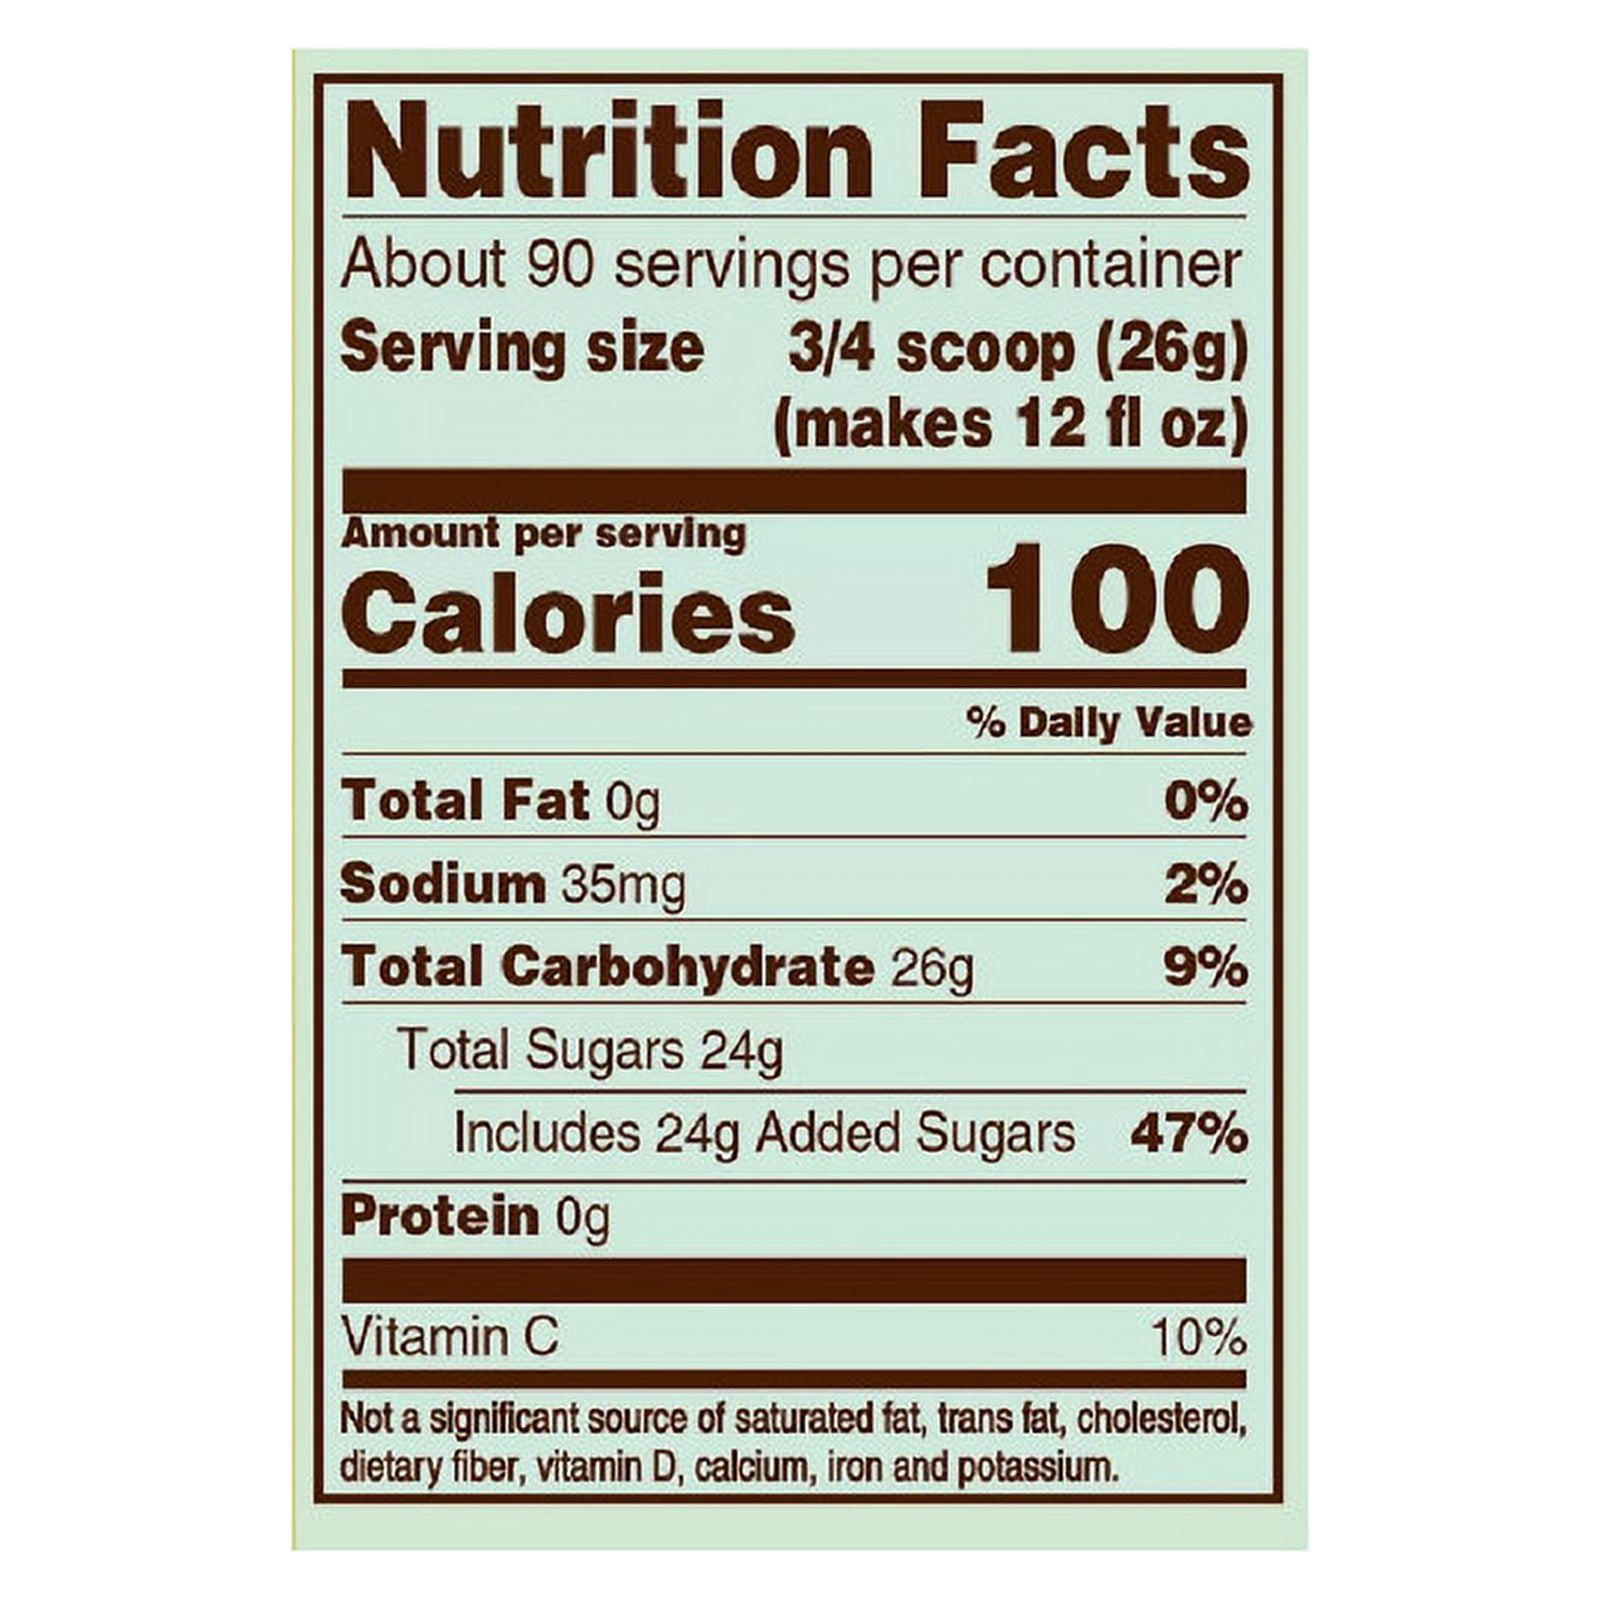 Nutrition Facts
About 90 servings per container
Serving size 3/4 scoop (26g)
(makes 12 fl oz)
Amount per serving
Calories 100
% Daily Value
Total Fat 0g 0%
Sodium 35mg 2%
Total Carbohydrate 26g 9%
Total Sugars 24g
Includes 24g Added Sugars 47%
Protein 0g
Vitamin C 10%
Not a significant source of saturated fat, trans fat, cholesterol,
dietary fiber, vitamin D, calcium, iron and potassium.